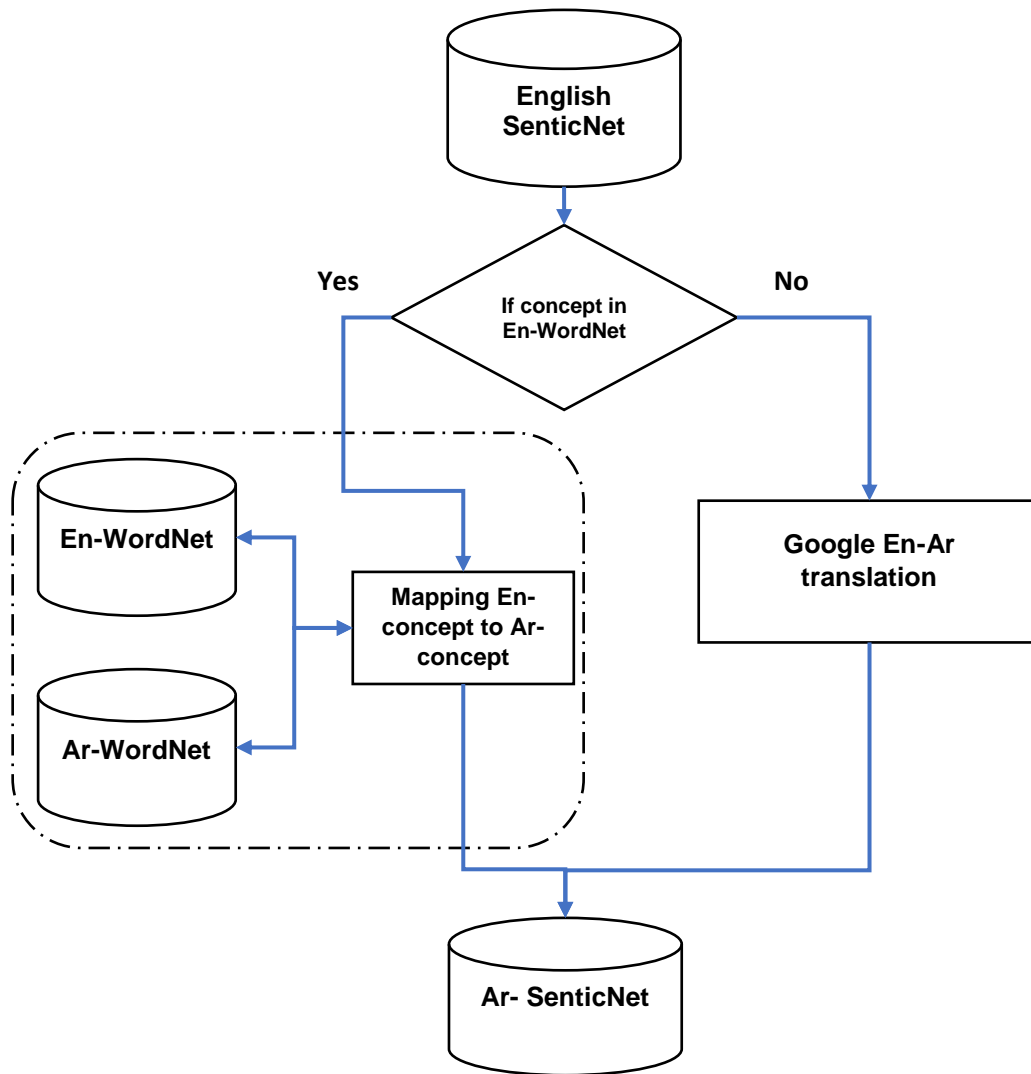 English
SenticNet
Yes
No
If concept in
En-WordNet
En-WordNet
Google En-Ar
translation
Mapping En-
concept to Ar-
concept
Ar-WordNet
Ar- SenticNet